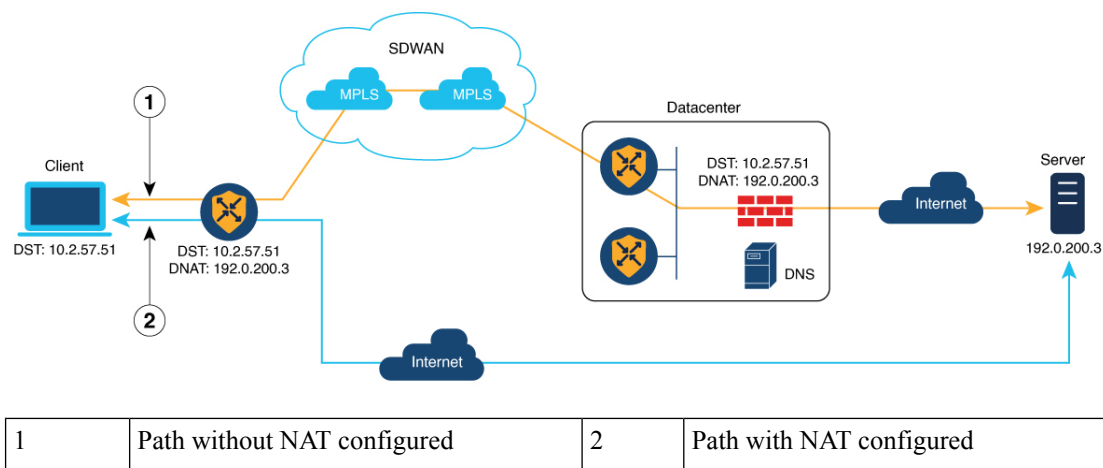 SDWAN
MPLS
MPLS
1
Datacenter
Client
DST: 10.2.57.51
DNAT: 192.0.200.3
Server
Internet
DST: 10.2.57.51
DST: 10.2.57.51
DNAT: 192.0.200.3
192.0.200.3
DNS
2
Internet
1 Path without NAT configured 2 Path with NAT configured